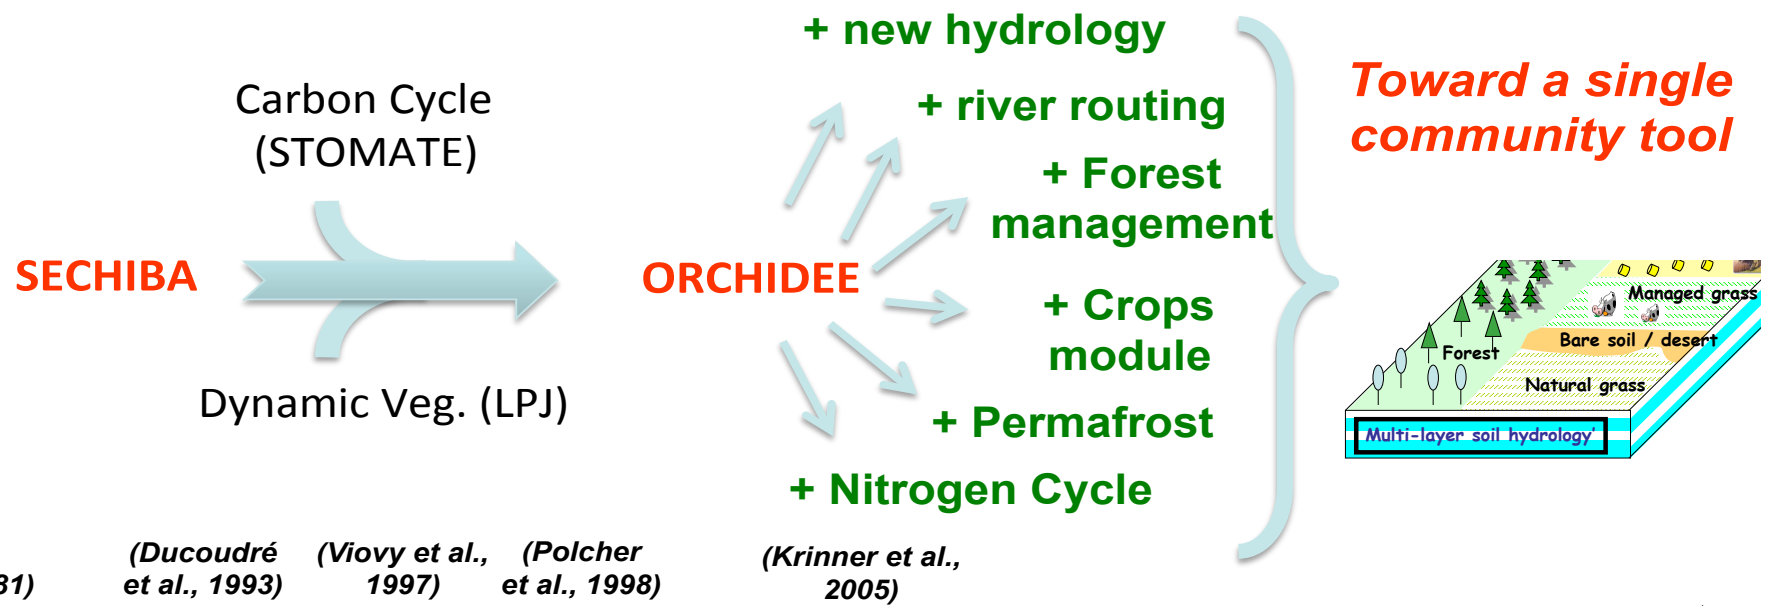 + new hydrology
+ river routing
+ Forest
management
+ Crops
module
+ Permafrost
+ Nitrogen Cycle
Carbon Cycle
(STOMATE)
SECHIBA
ORCHIDEE
Dynamic Veg. (LPJ)
Toward a single
community tool
Managed grass
Bare soil / desert
Forest
Natural grass
Multi-layer soil hydrology'
81)
(Ducoudré
et al., 1993)
(Viovy et al.,
1997)
(Polcher
et al., 1998)
(Krinner et al.,
2005)